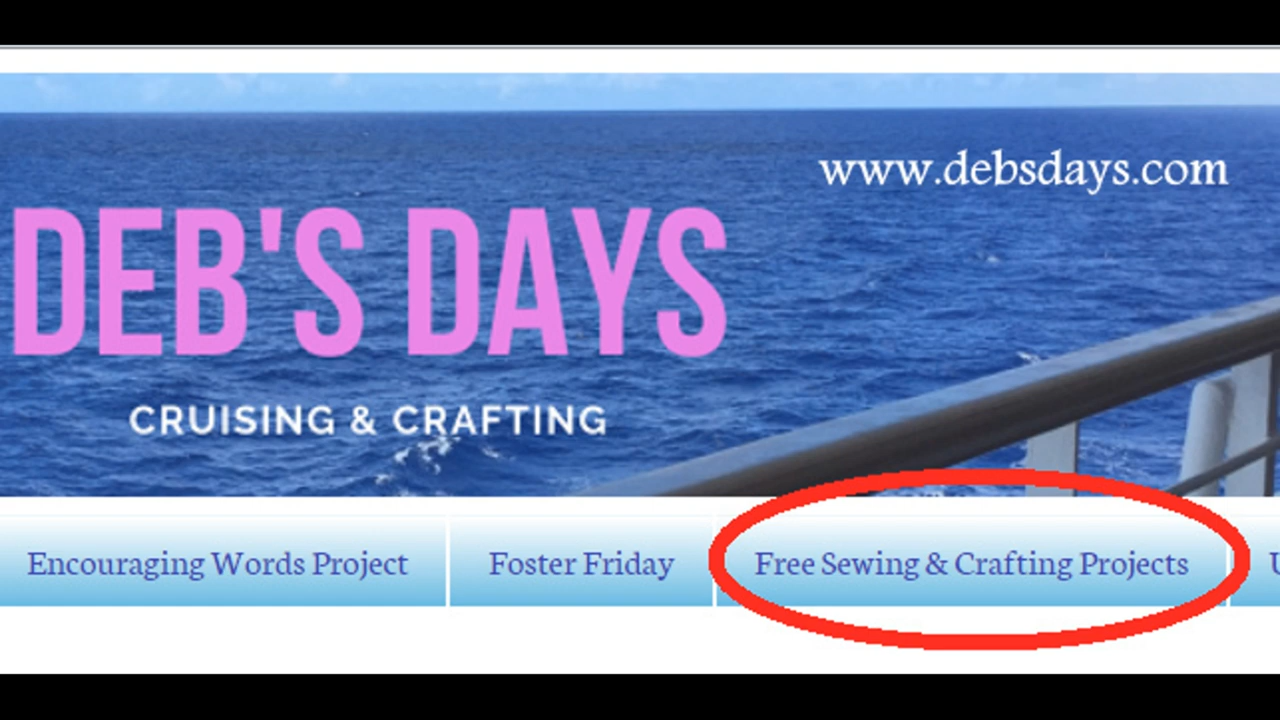 www.debsdays.com
DEB'S DAYS
CRUISING & CRAFTING
Encouraging Words Project
Foster Friday
Free Sewing & Crafting Projects